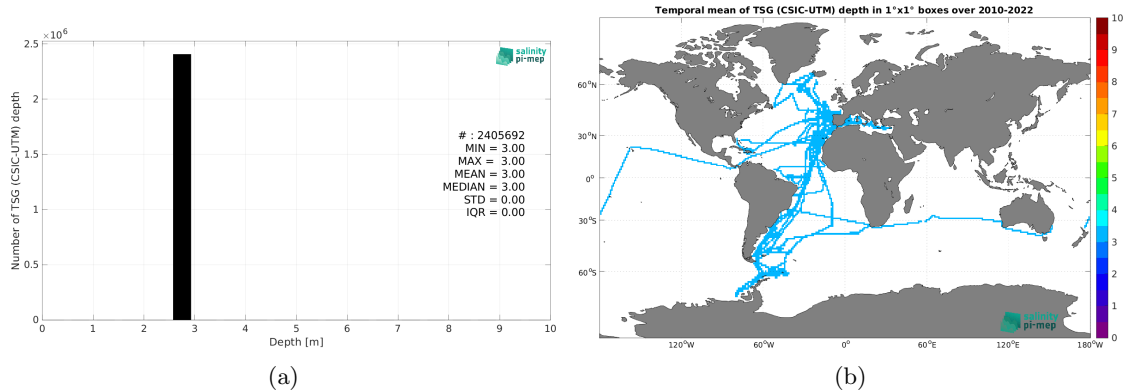 ×10⁶
2.5
2
1.5
1
0.5
0
Number of TSG (CSIC-UTM) depth
salinity
pi-mep
# : 2405692
MIN = 3.00
MAX = 3.00
MEAN = 3.00
MEDIAN = 3.00
STD = 0.00
IQR = 0.00
0 1 2 3 4 5 6 7 8 9 10
Depth [m]
(a)
Temporal mean of TSG (CSIC-UTM) depth in 1°x1° boxes over 2010-2022
60°N
30°N
0°
30°S
60°S
120°W 60°W 0° 60°E 120°E 180°W
salinity
pi-mep
10
9
8
7
6
5
4
3
2
1
0
(b)